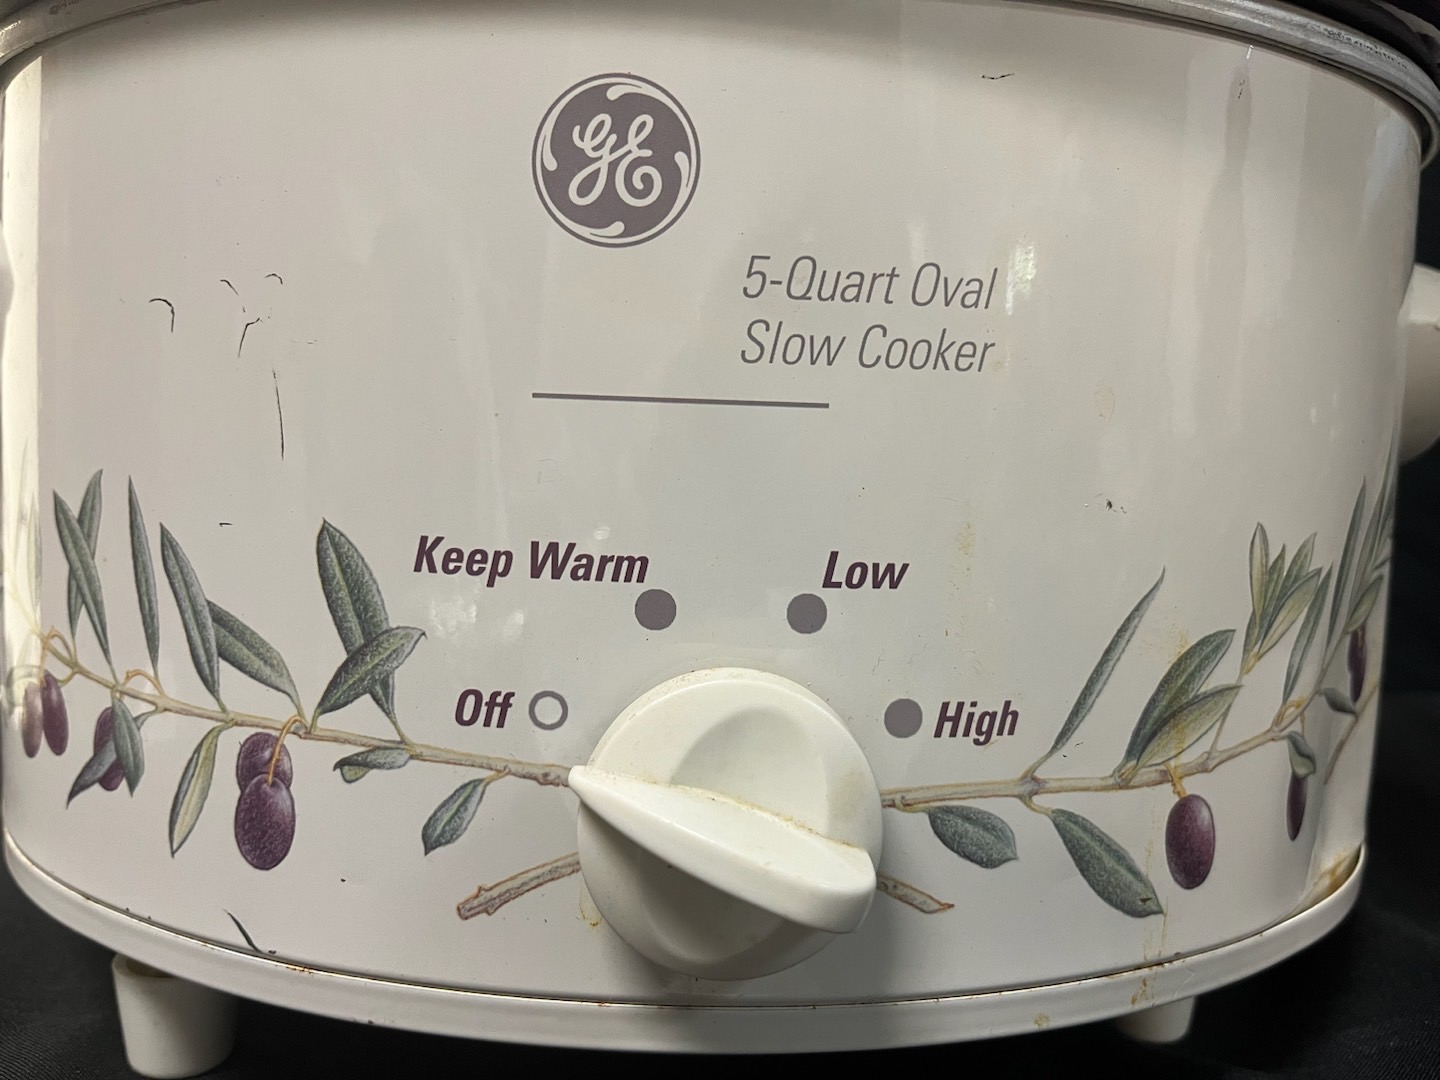 GE
5-Quart Oval
Slow Cooker
Keep Warm
Low
Off
High